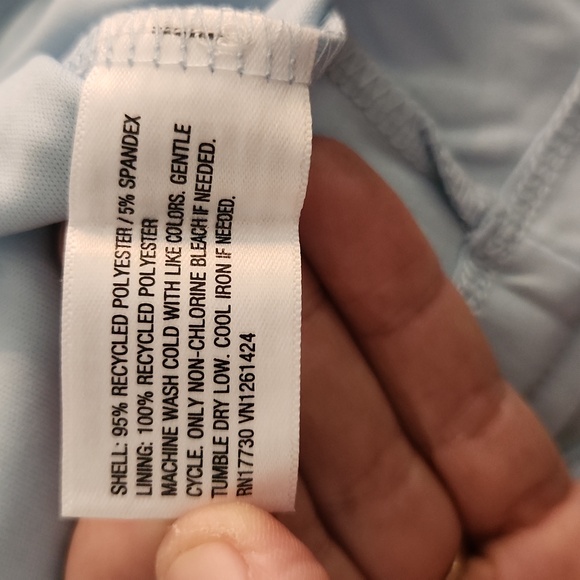 SHELL: 95% RECYCLED POLYESTER / 5% SPANDEX
LINING: 100% RECYCLED POLYESTER
MACHINE WASH COLD WITH LIKE COLORS. GENTLE
CYCLE. ONLY NON-CHLORINE BLEACH IF NEEDED.
TUMBLE DRY LOW. COOL IRON IF NEEDED.
RN17730 VN1261424